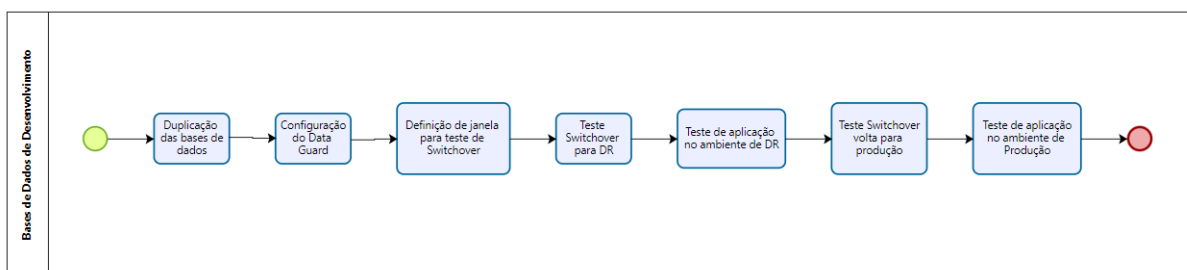 Bases de Dados de Desenvolvimento
Duplicação
das bases de
dados
Configuração
do Data
Guard
Definição de janela
para teste de
Switchover
Teste
Switchover
para DR
Teste de aplicação
no ambiente de DR
Teste Switchover
volta para
produção
Teste de aplicação
no ambiente de
Produção